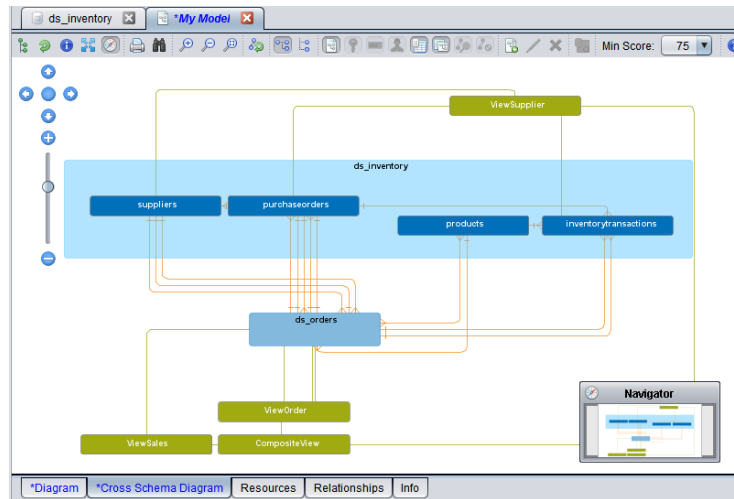 ds_inventory
*My Model
Min Score: 75
ViewSupplier
ds_inventory
suppliers
purchaseorders
products
inventorytransactions
ds_orders
ViewOrder
ViewSales
CompositeView
Navigator
*Diagram
*Cross Schema Diagram
Resources
Relationships
Info